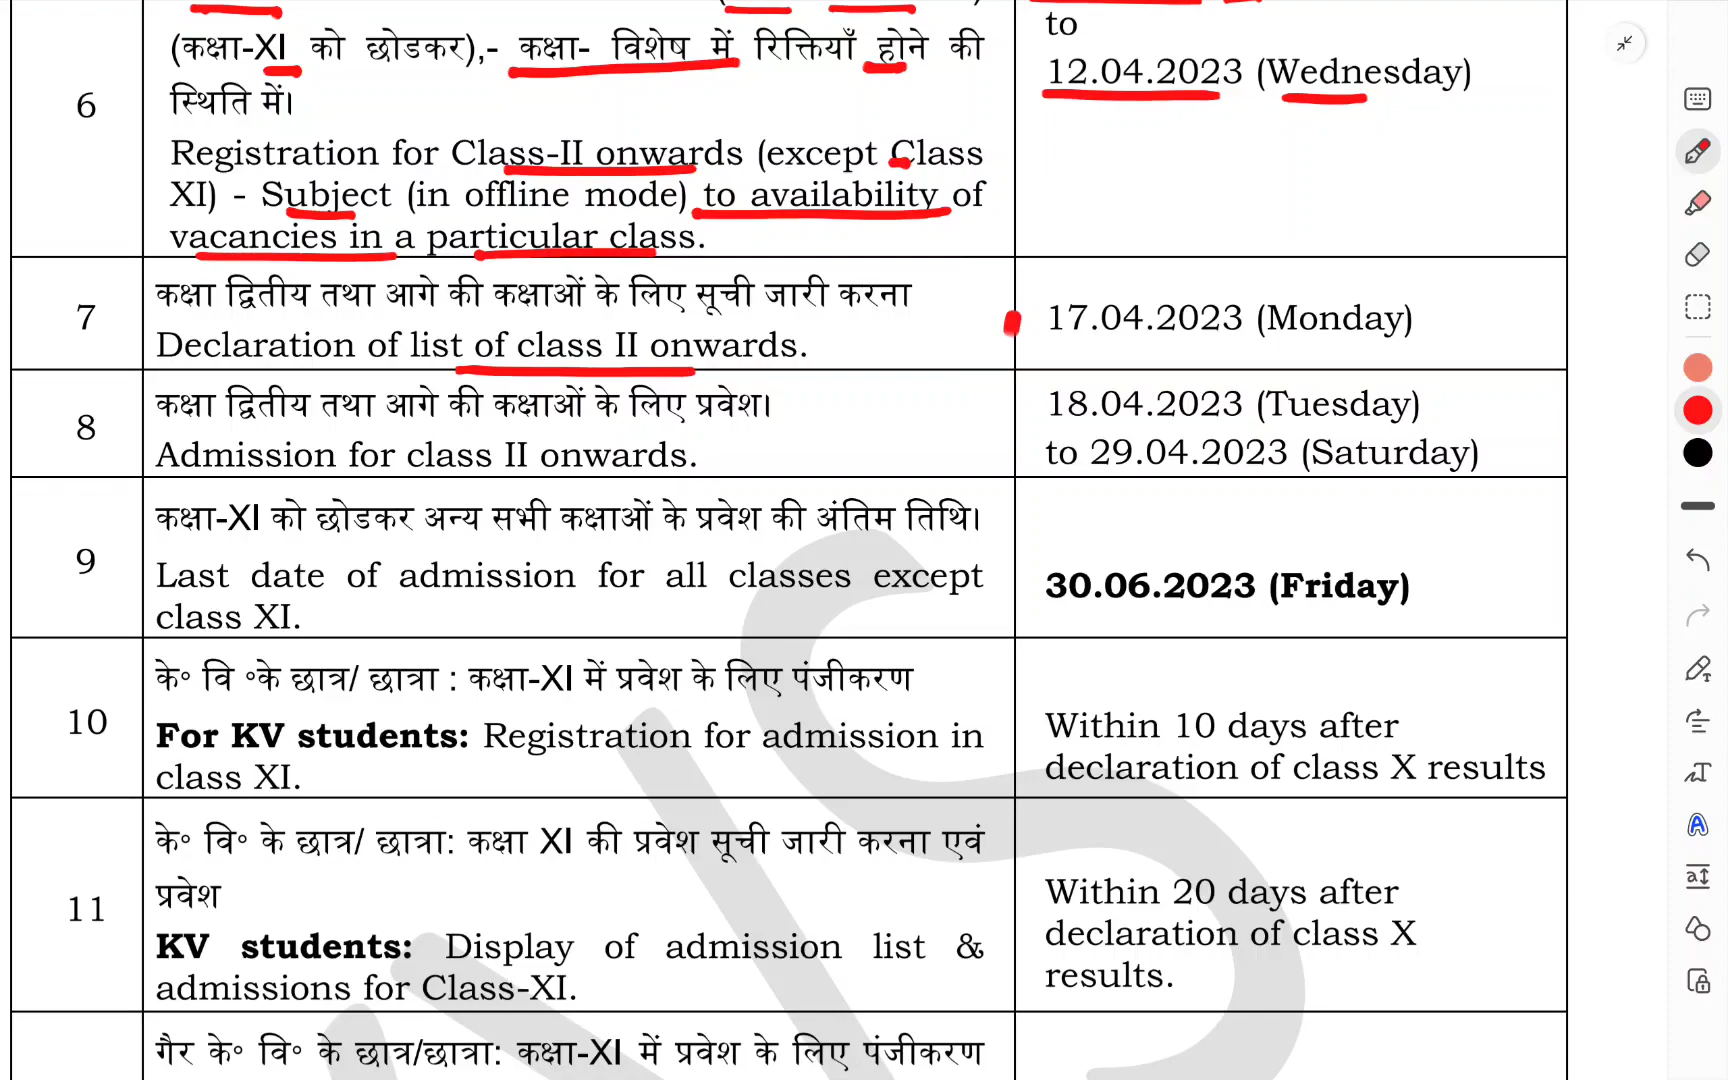 to
(कक्षा-XI को छोडकर),- कक्षा- विशेष में रिक्तियाँ होने की
12.04.2023 (Wednesday)
6
स्थिति में।
Registration for Class-II onwards (except Class
XI) - Subject (in offline mode) to availability of
vacancies in a particular class.
7
कक्षा द्वितीय तथा आगे की कक्षाओं के लिए सूची जारी करना
Declaration of list of class II onwards.
17.04.2023 (Monday)
8
कक्षा द्वितीय तथा आगे की कक्षाओं के लिए प्रवेश।
Admission for class II onwards.
18.04.2023 (Tuesday)
to 29.04.2023 (Saturday)
9
कक्षा-XI को छोडकर अन्य सभी कक्षाओं के प्रवेश की अंतिम तिथि।
Last date of admission for all classes except
class XI.
30.06.2023 (Friday)
10
के० वि ०के छात्र/ छात्रा : कक्षा-XI में प्रवेश के लिए पंजीकरण
For KV students: Registration for admission in
class XI.
Within 10 days after
declaration of class X results
11
के० वि० के छात्र/ छात्रा: कक्षा XI की प्रवेश सूची जारी करना एवं
प्रवेश
KV students: Display of admission list &
admissions for Class-XI.
Within 20 days after
declaration of class X
results.
गैर के० वि० के छात्र/छात्रा: कक्षा-XI में प्रवेश के लिए पंजीकरण